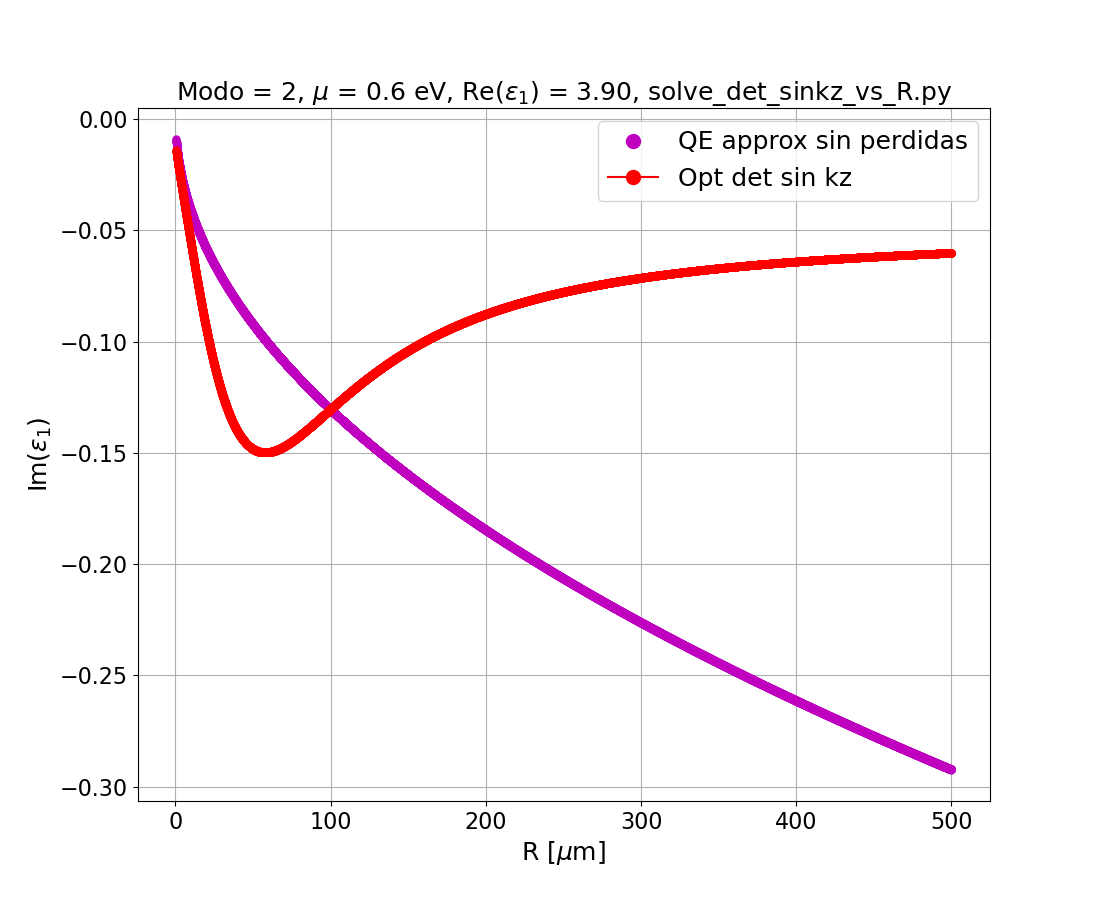 Modo = 2, μ = 0.6 eV, Re(ε₁) = 3.90, solve_det_sinkz_vs_R.py
QE approx sin perdidas
Opt det sin kz
0.00
−0.05
−0.10
−0.15
−0.20
−0.25
−0.30
Im(ε₁)
0 100 200 300 400 500
R [μm]